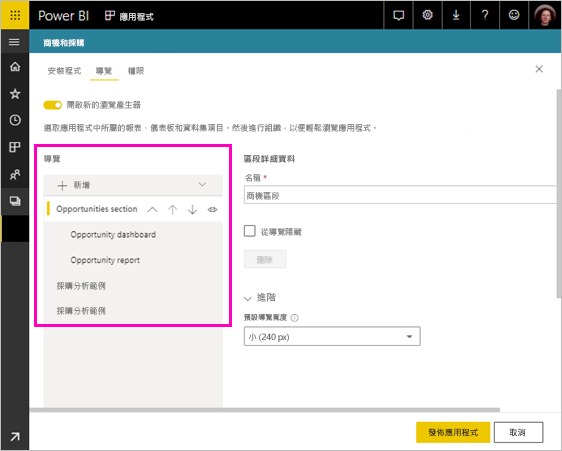 Power BI 應用程式
商機和採購
安裝程式 導覽 權限
開啟新的瀏覽產生器
選取應用程式中所屬的報表、儀表板和資料集項目。然後進行組織，以便輕鬆瀏覽應用程式。
導覽
新增
Opportunities section
Opportunity dashboard
Opportunity report
採購分析範例
採購分析範例
區段詳細資料
名稱 *
商機區段
從導覽隱藏
刪除
進階
預設導覽寬度
小 (240 px)
發佈應用程式 取消